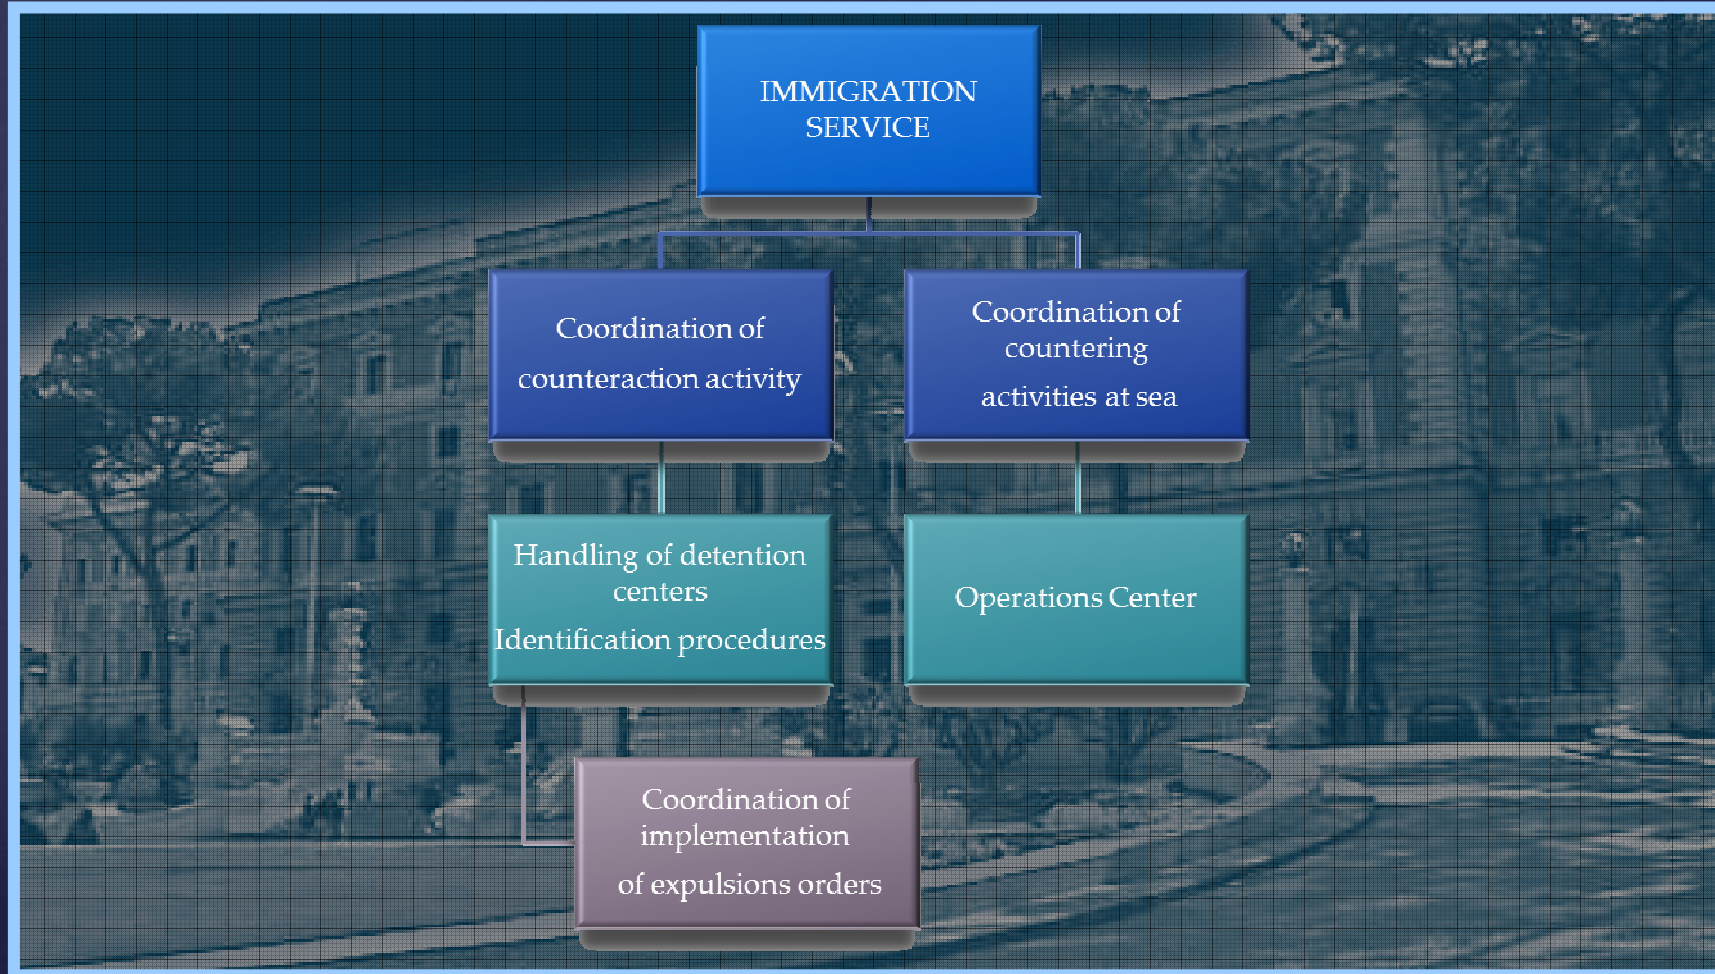 IMMIGRATION
SERVICE
Coordination of
counteraction activity
Coordination of
countering
activities at sea
Handling of detention
centers
Identification procedures
Operations Center
Coordination of
implementation
of expulsions orders